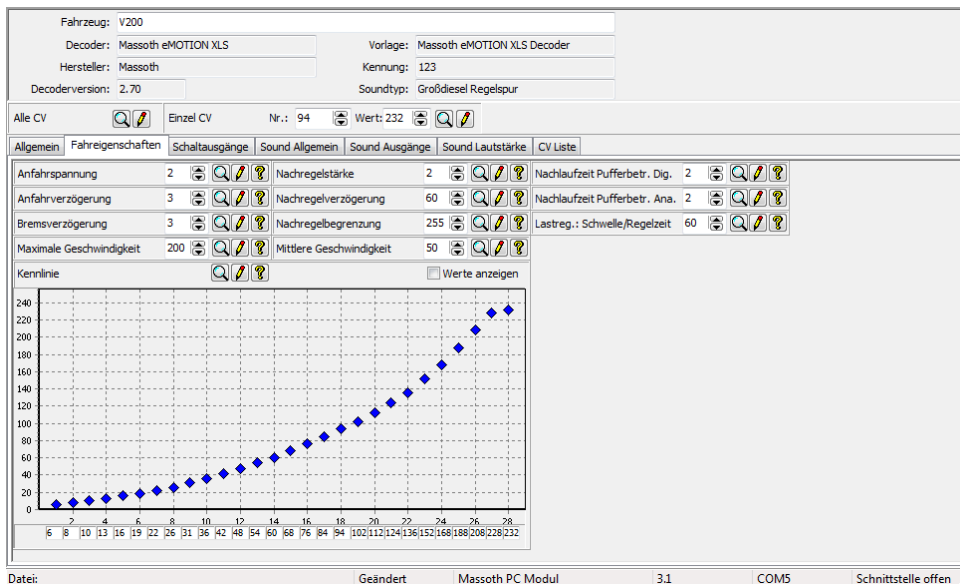 Fahrzeug: V200
Decoder: Massoth eMOTION XLS Vorlage: Massoth eMOTION XLS Decoder
Hersteller: Massoth Kennung: 123
Decoderversion: 2.70 Soundtyp: Großdiesel Regelspur
Alle CV Einzel CV Nr.: 94 Wert: 232
Allgemein Fahreigenschaften Schaltausgänge Sound Allgemein Sound Ausgänge Sound Lautstärke CV Liste
Anfahrspannung 2 ? Nachregelstärke 2 ? Nachlaufzeit Pufferbetr. Dig. 2 ?
Anfahrverzögerung 3 ? Nachregelverzögerung 60 ? Nachlaufzeit Pufferbetr. Ana. 2 ?
Bremsverzögerung 3 ? Nachregelbegrenzung 255 ? Lastreg.: Schwelle/Regelzeit 60 ?
Maximale Geschwindigkeit 200 ? Mittlere Geschwindigkeit 50 ?
Kennlinie ? Werte anzeigen
240
220
200
180
160
140
120
100
80
60
40
20
0
2 4 6 8 10 12 14 16 18 20 22 24 26 28
6 8 10 13 16 19 22 26 31 36 42 48 54 60 68 76 84 94 102 112 124 136 152 168 188 208 228 232
Datei: Geändert Massoth PC Modul 3.1 COM5 Schnittstelle offen